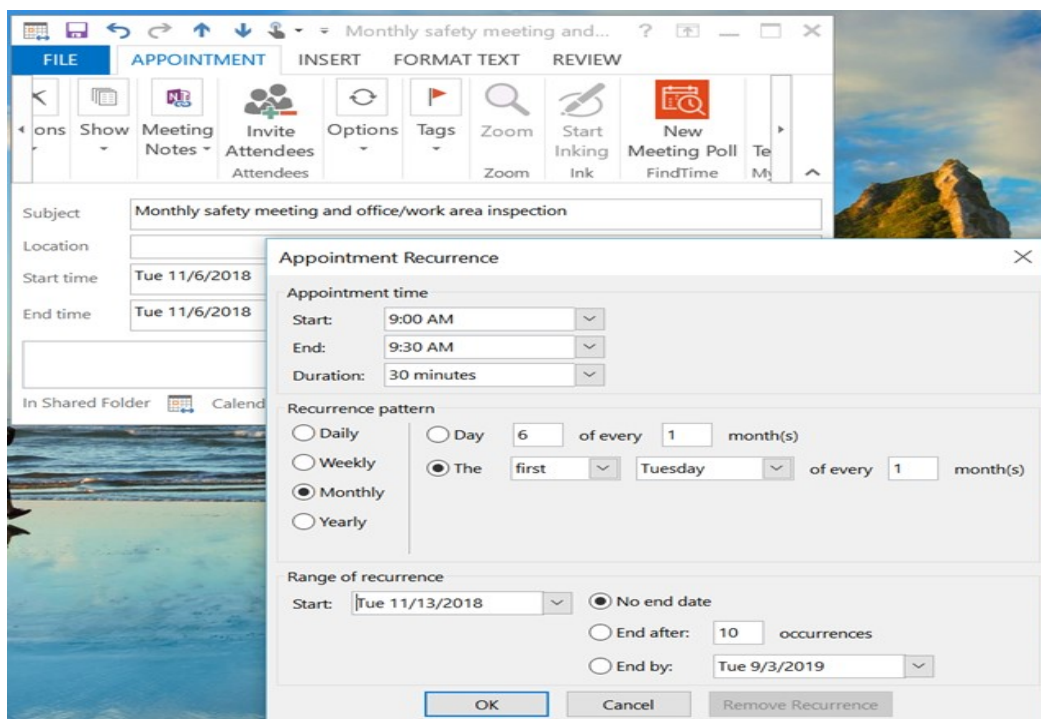 Monthly safety meeting and... ?
FILE APPOINTMENT INSERT FORMAT TEXT REVIEW
ons Show Meeting Notes Invite Attendees Options Tags Zoom Start Inking New Meeting Poll Te
Attendees Zoom Ink FindTime My
Subject Monthly safety meeting and office/work area inspection
Location
Start time Tue 11/6/2018
End time Tue 11/6/2018
In Shared Folder Calend
Appointment Recurrence
Appointment time
Start: 9:00 AM
End: 9:30 AM
Duration: 30 minutes
Recurrence pattern
Daily Day 6 of every 1 month(s)
Weekly The first Tuesday of every 1 month(s)
Monthly
Yearly
Range of recurrence
Start: Tue 11/13/2018 No end date
End after: 10 occurrences
End by: Tue 9/3/2019
OK Cancel Remove Recurrence